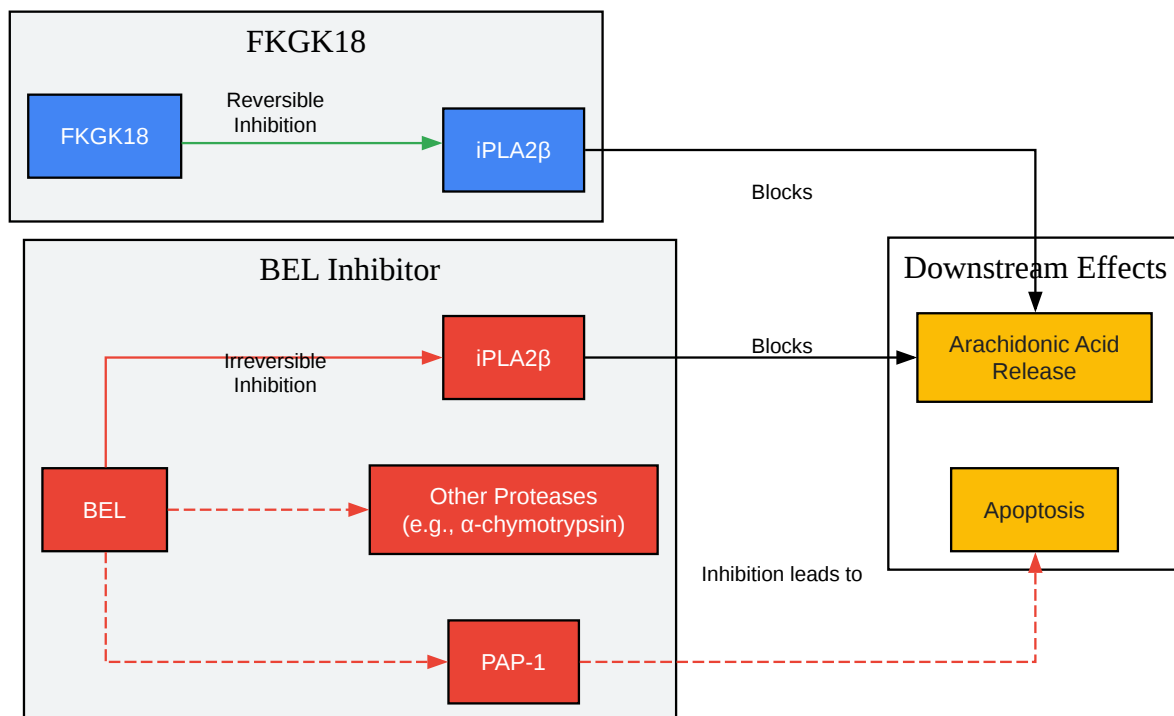 FKGK18
FKGK18
Reversible
Inhibition
iPLA2β
Blocks
BEL Inhibitor
iPLA2β
Irreversible
Inhibition
Blocks
BEL
Other Proteases
(e.g., α-chymotrypsin)
PAP-1
Inhibition leads to
Downstream Effects
Arachidonic Acid
Release
Apoptosis